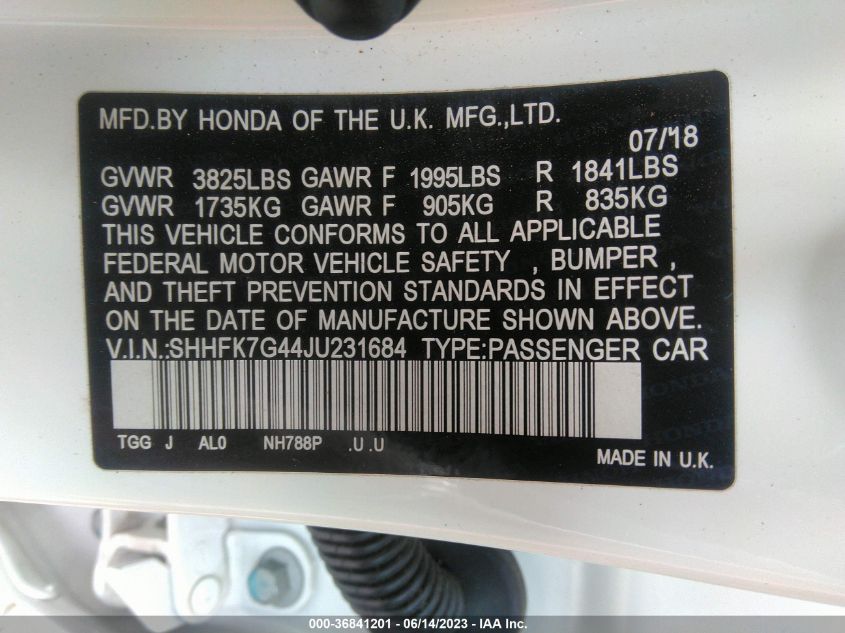 MFD.BY HONDA OF THE U.K. MFG.,LTD.
07/18
GVWR 3825LBS GAWR F 1995LBS R 1841LBS
GVWR 1735KG GAWR F 905KG R 835KG
THIS VEHICLE CONFORMS TO ALL APPLICABLE
FEDERAL MOTOR VEHICLE SAFETY , BUMPER ,
AND THEFT PREVENTION STANDARDS IN EFFECT
ON THE DATE OF MANUFACTURE SHOWN ABOVE.
V.I.N.:SHHFK7G44JU231684 TYPE:PASSENGER CAR
TGG J AL0 NH788P .U .U
MADE IN U.K.
000-36841201 - 06/14/2023 - IAA Inc.